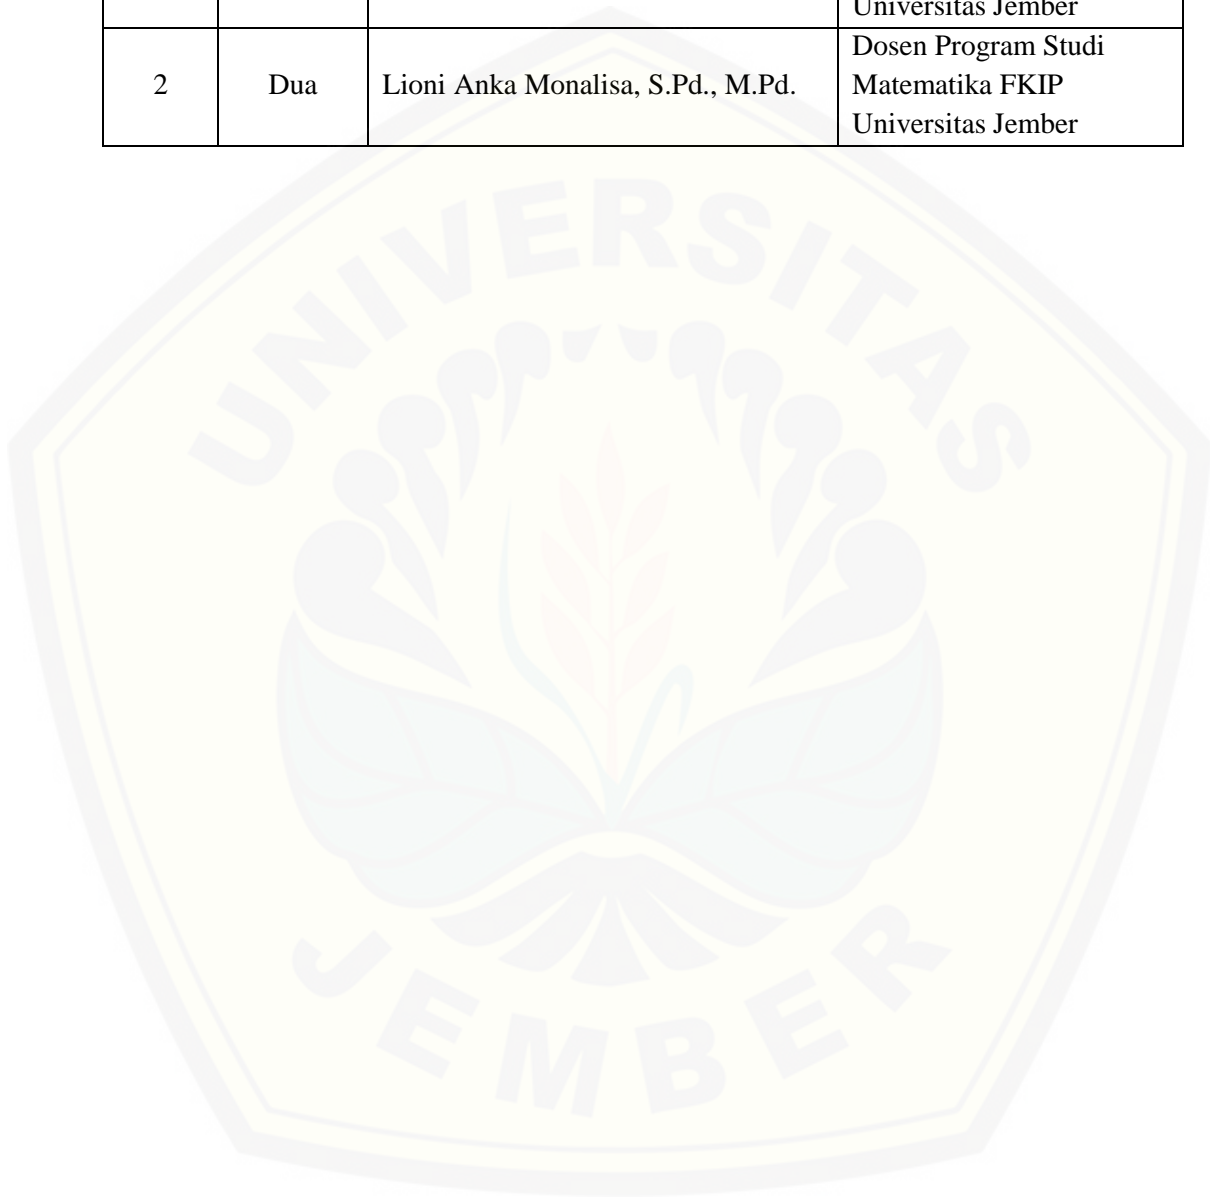 Universitas Jember
Dosen Program Studi
2 Dua Lioni Anka Monalisa, S.Pd., M.Pd. Matematika FKIP
Universitas Jember
UNIVERSITAS
JEMBER